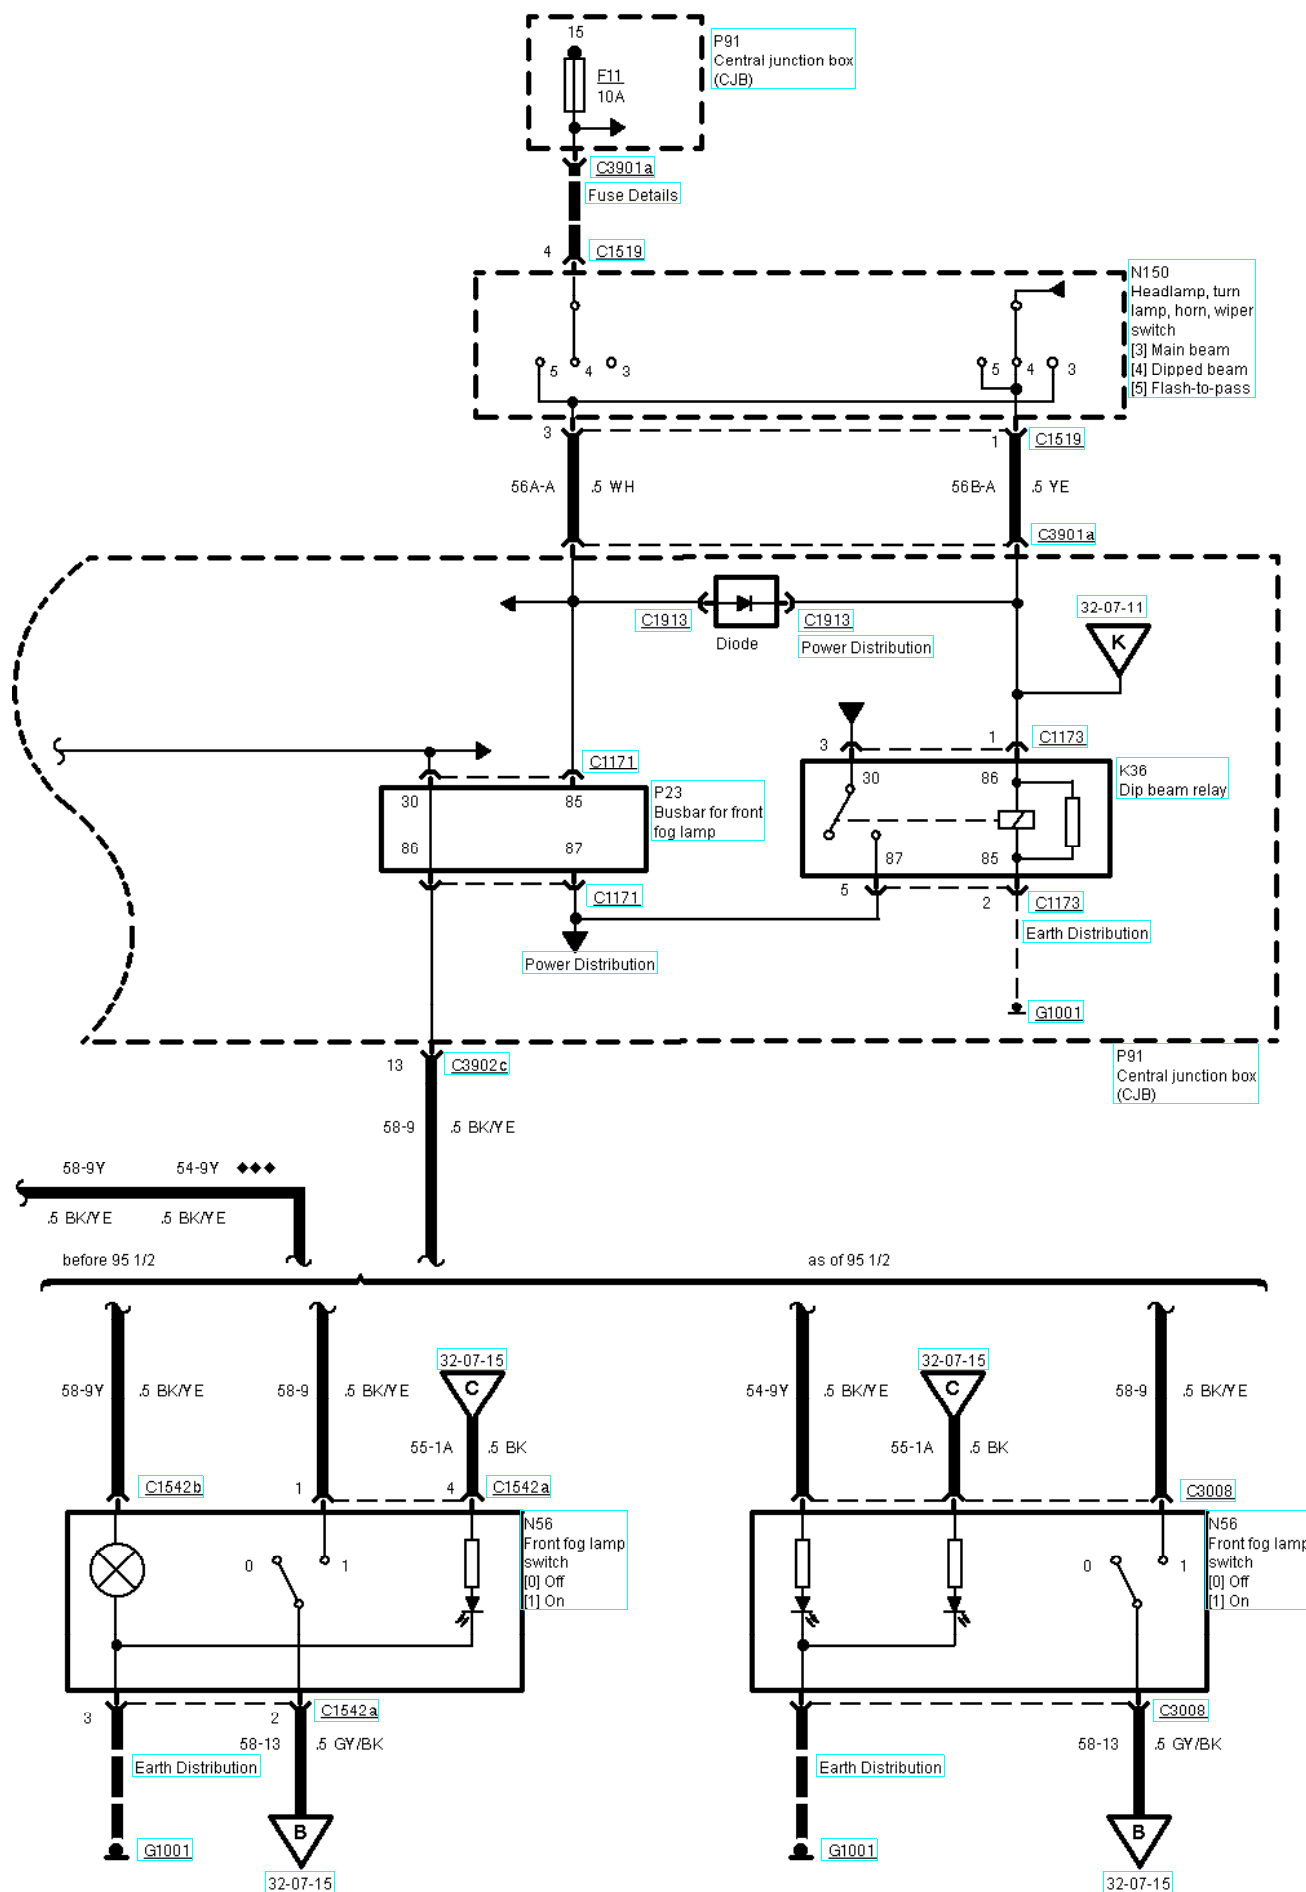 15
P91
Central junction box
(CJB)
F11
10A
C3901a
Fuse Details
4
C1519
N150
Headlamp, turn
lamp, horn, wiper
switch
[3] Main beam
[4] Dipped beam
[5] Flash-to-pass
5 4 3
5 4 3
3
1
C1519
56A-A .5 WH
56B-A .5 YE
C3901a
32-07-11
K
C1913
C1913
Diode
Power Distribution
3
1
C1173
C1171
K36
Dip beam relay
P23
Busbar for front
fog lamp
30 85
86 87
30 86
87 85
C1171
5
2
C1173
Earth Distribution
Power Distribution
G1001
P91
Central junction box
(CJB)
13
C3902c
58-9 .5 BK/YE
58-9Y 54-9Y ♦♦♦
.5 BK/YE .5 BK/YE
before 95 1/2
as of 95 1/2
32-07-15
C
32-07-15
C
58-9Y .5 BK/YE
58-9 .5 BK/YE
54-9Y .5 BK/YE
58-9 .5 BK/YE
55-1A .5 BK
55-1A .5 BK
C1542b
1
4
C1542a
C3008
N56
Front fog lamp
switch
[0] Off
[1] On
N56
Front fog lamp
switch
[0] Off
[1] On
0 1
0 1
3
2
C1542a
C3008
58-13 .5 GY/BK
58-13 .5 GY/BK
Earth Distribution
Earth Distribution
B
B
G1001
G1001
32-07-15
32-07-15